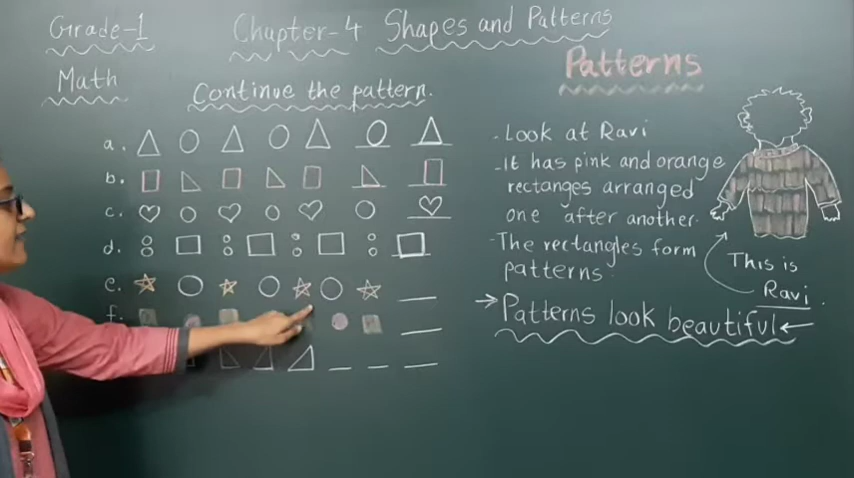 Grade-1
Chapter-4 Shapes and Patterns
Math
Patterns
Continue the pattern.
a.
b.
c.
d.
e.
f.
- Look at Ravi
- It has pink and orange
rectanges arranged
one after another.
- The rectangles form
patterns.
This is
Ravi.
→ Patterns look beautiful ←